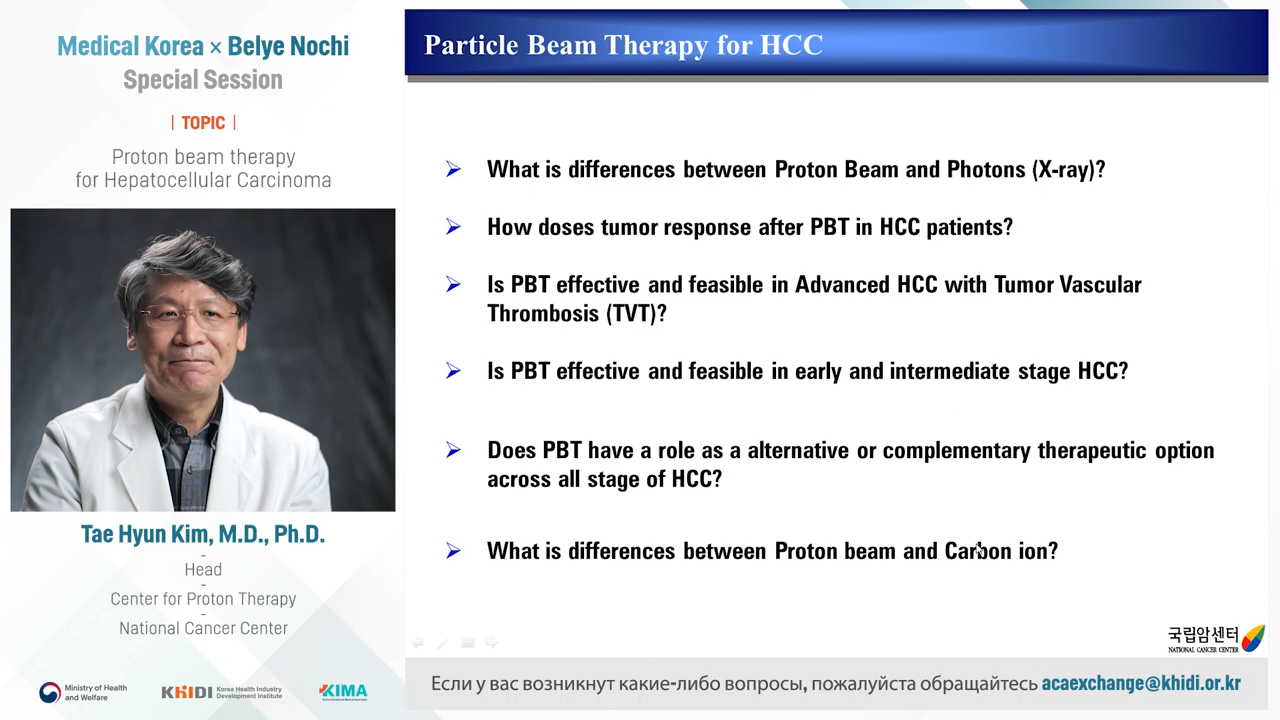 Medical Korea × Belye Nochi
Special Session
| TOPIC |
Proton beam therapy
for Hepatocellular Carcinoma
Tae Hyun Kim, M.D., Ph.D.
-
Head
-
Center for Proton Therapy
-
National Cancer Center
Ministry of Health
and Welfare
KHIDI Korea Health Industry
Development Institute
KIMA
Particle Beam Therapy for HCC
What is differences between Proton Beam and Photons (X-ray)?
How doses tumor response after PBT in HCC patients?
Is PBT effective and feasible in Advanced HCC with Tumor Vascular
Thrombosis (TVT)?
Is PBT effective and feasible in early and intermediate stage HCC?
Does PBT have a role as a alternative or complementary therapeutic option
across all stage of HCC?
What is differences between Proton beam and Carbon ion?
국립암센터
NATIONAL CANCER CENTER
Если у вас возникнут какие-либо вопросы, пожалуйста обращайтесь acaexchange@khidi.or.kr